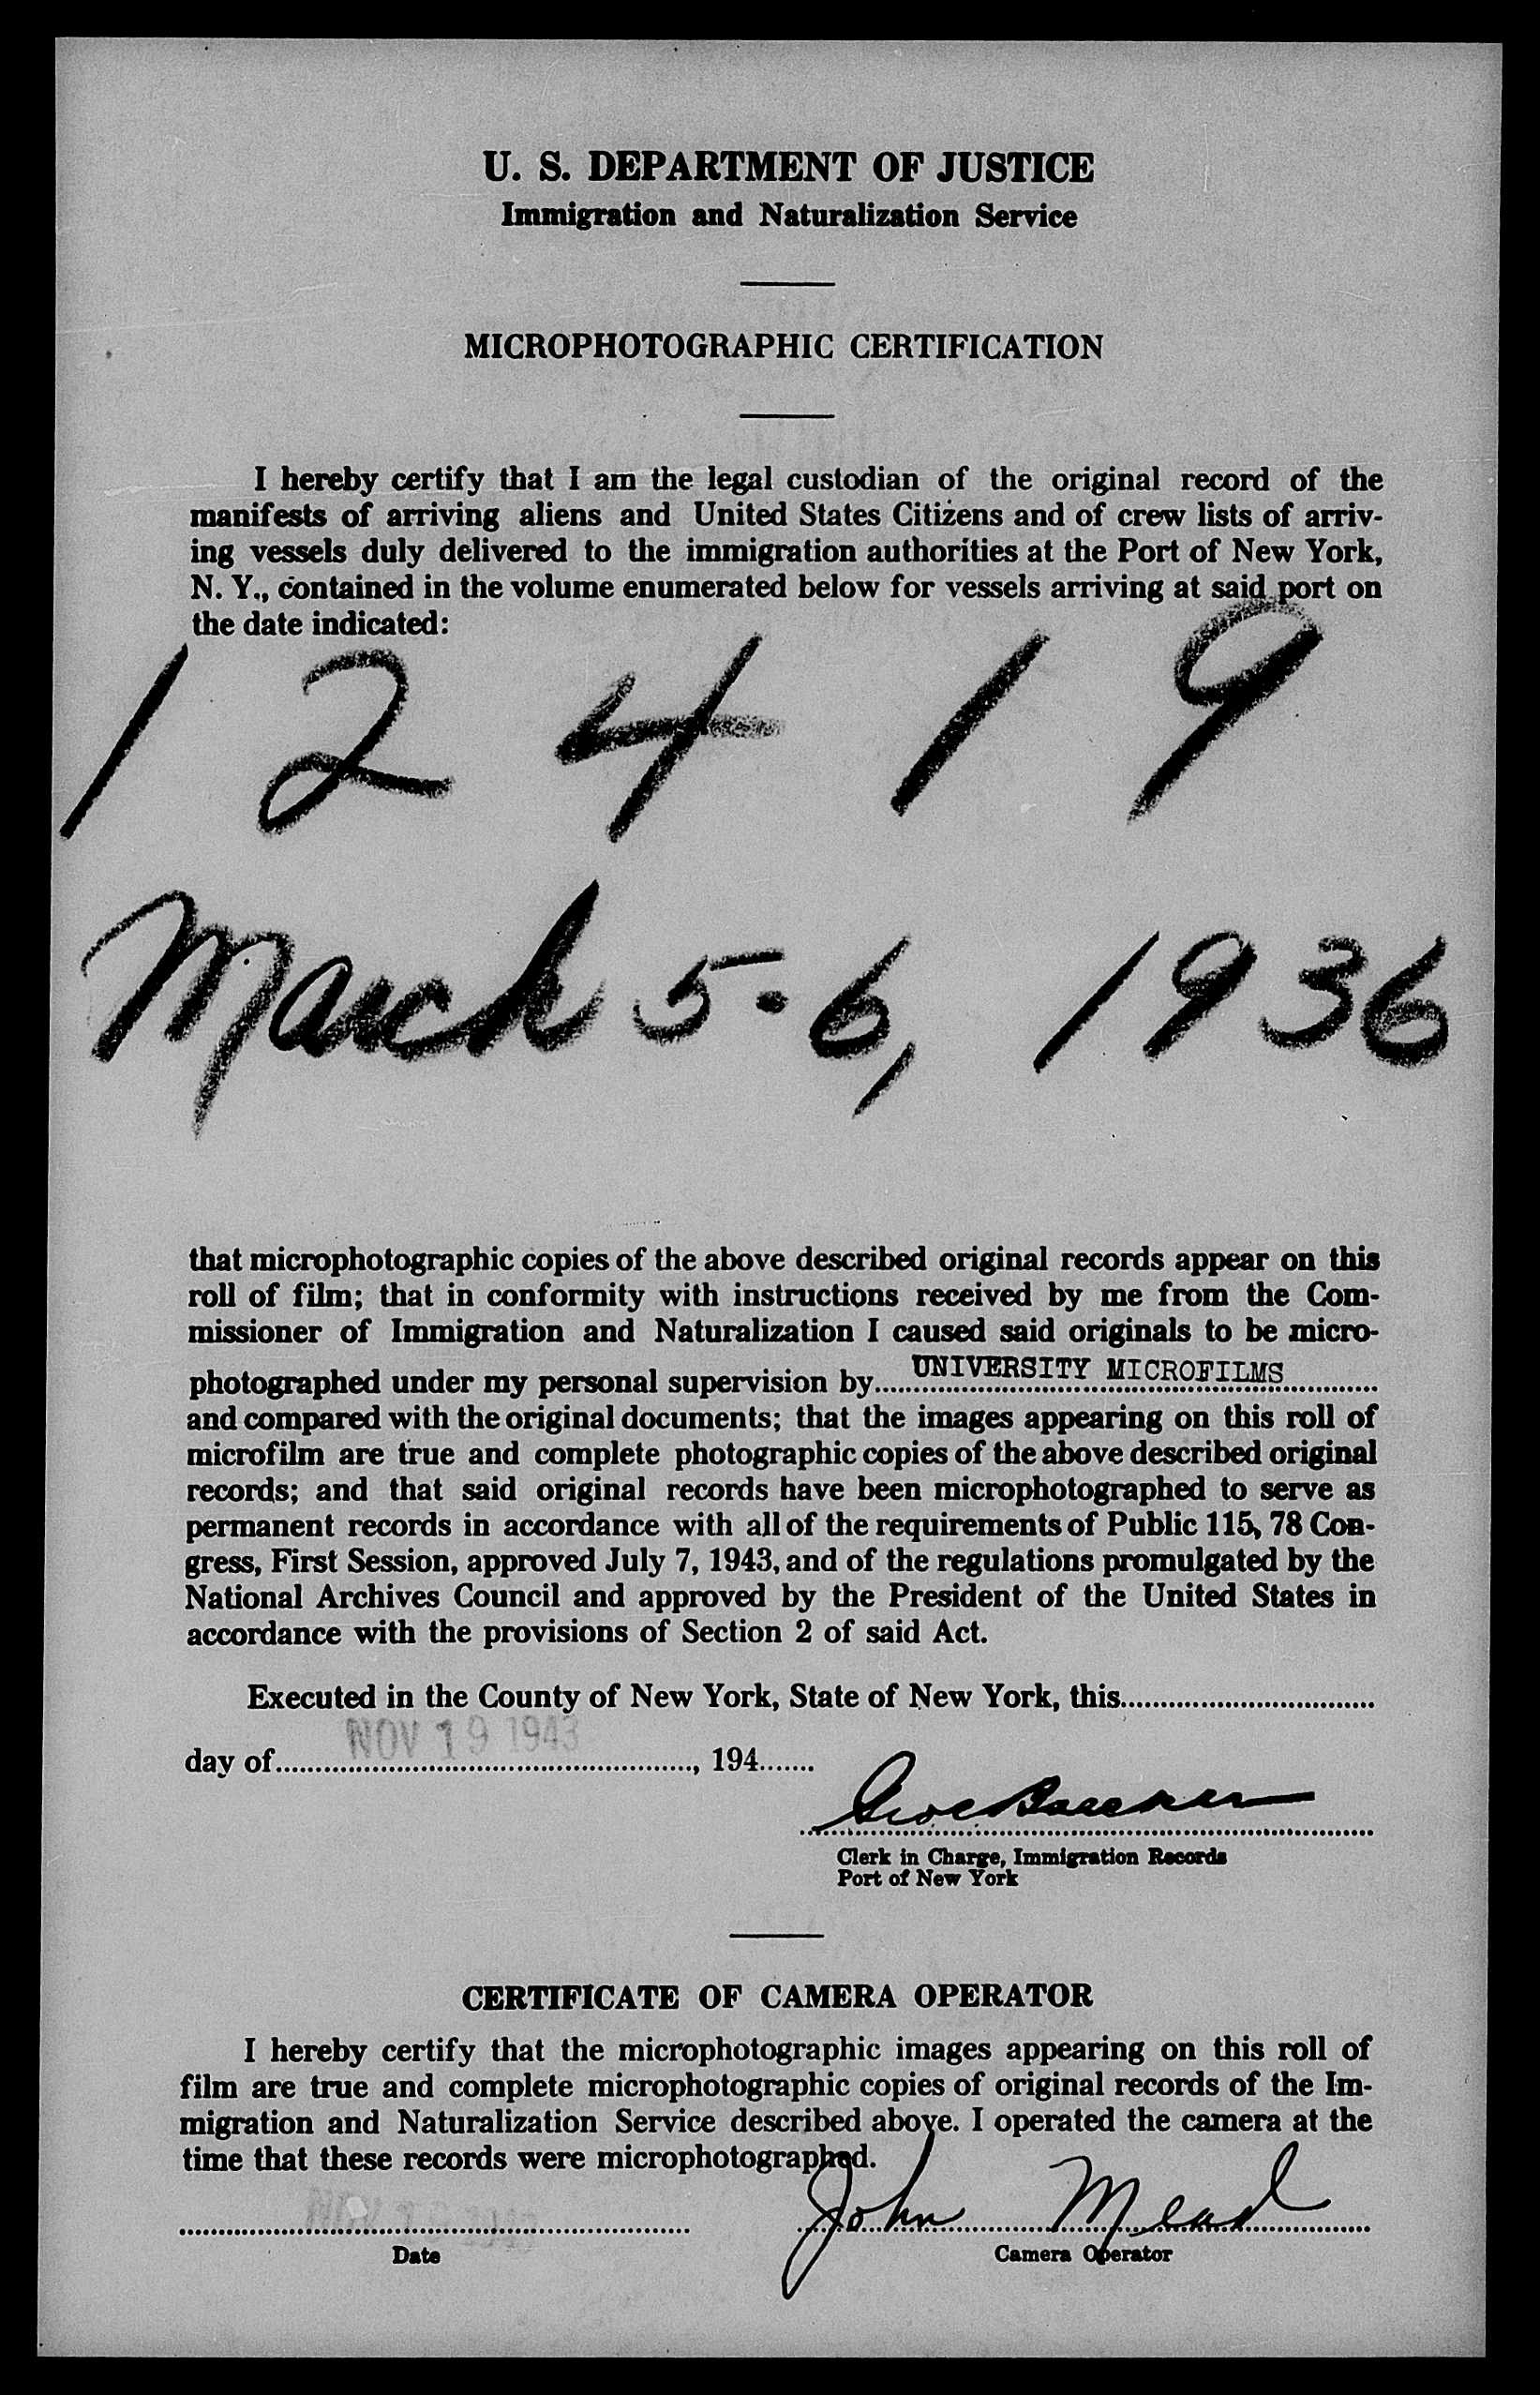 U. S. DEPARTMENT OF JUSTICE
Immigration and Naturalization Service
MICROPHOTOGRAPHIC CERTIFICATION
I hereby certify that I am the legal custodian of the original record of the
manifests of arriving aliens and United States Citizens and of crew lists of arriv-
ing vessels duly delivered to the immigration authorities at the Port of New York,
N. Y., contained in the volume enumerated below for vessels arriving at said port on
the date indicated:
1 2 4 1 9
March 5-6, 1936
that microphotographic copies of the above described original records appear on this
roll of film; that in conformity with instructions received by me from the Com-
missioner of Immigration and Naturalization I caused said originals to be micro-
photographed under my personal supervision by UNIVERSITY MICROFILMS
and compared with the original documents; that the images appearing on this roll of
microfilm are true and complete photographic copies of the above described original
records; and that said original records have been microphotographed to serve as
permanent records in accordance with all of the requirements of Public 115, 78 Con-
gress, First Session, approved July 7, 1943, and of the regulations promulgated by the
National Archives Council and approved by the President of the United States in
accordance with the provisions of Section 2 of said Act.
Executed in the County of New York, State of New York, this
day of NOV 19 1943, 194
Clerk in Charge, Immigration Records
Port of New York
CERTIFICATE OF CAMERA OPERATOR
I hereby certify that the microphotographic images appearing on this roll of
film are true and complete microphotographic copies of original records of the Im-
migration and Naturalization Service described above. I operated the camera at the
time that these records were microphotographed.
John Mead
Date Camera Operator